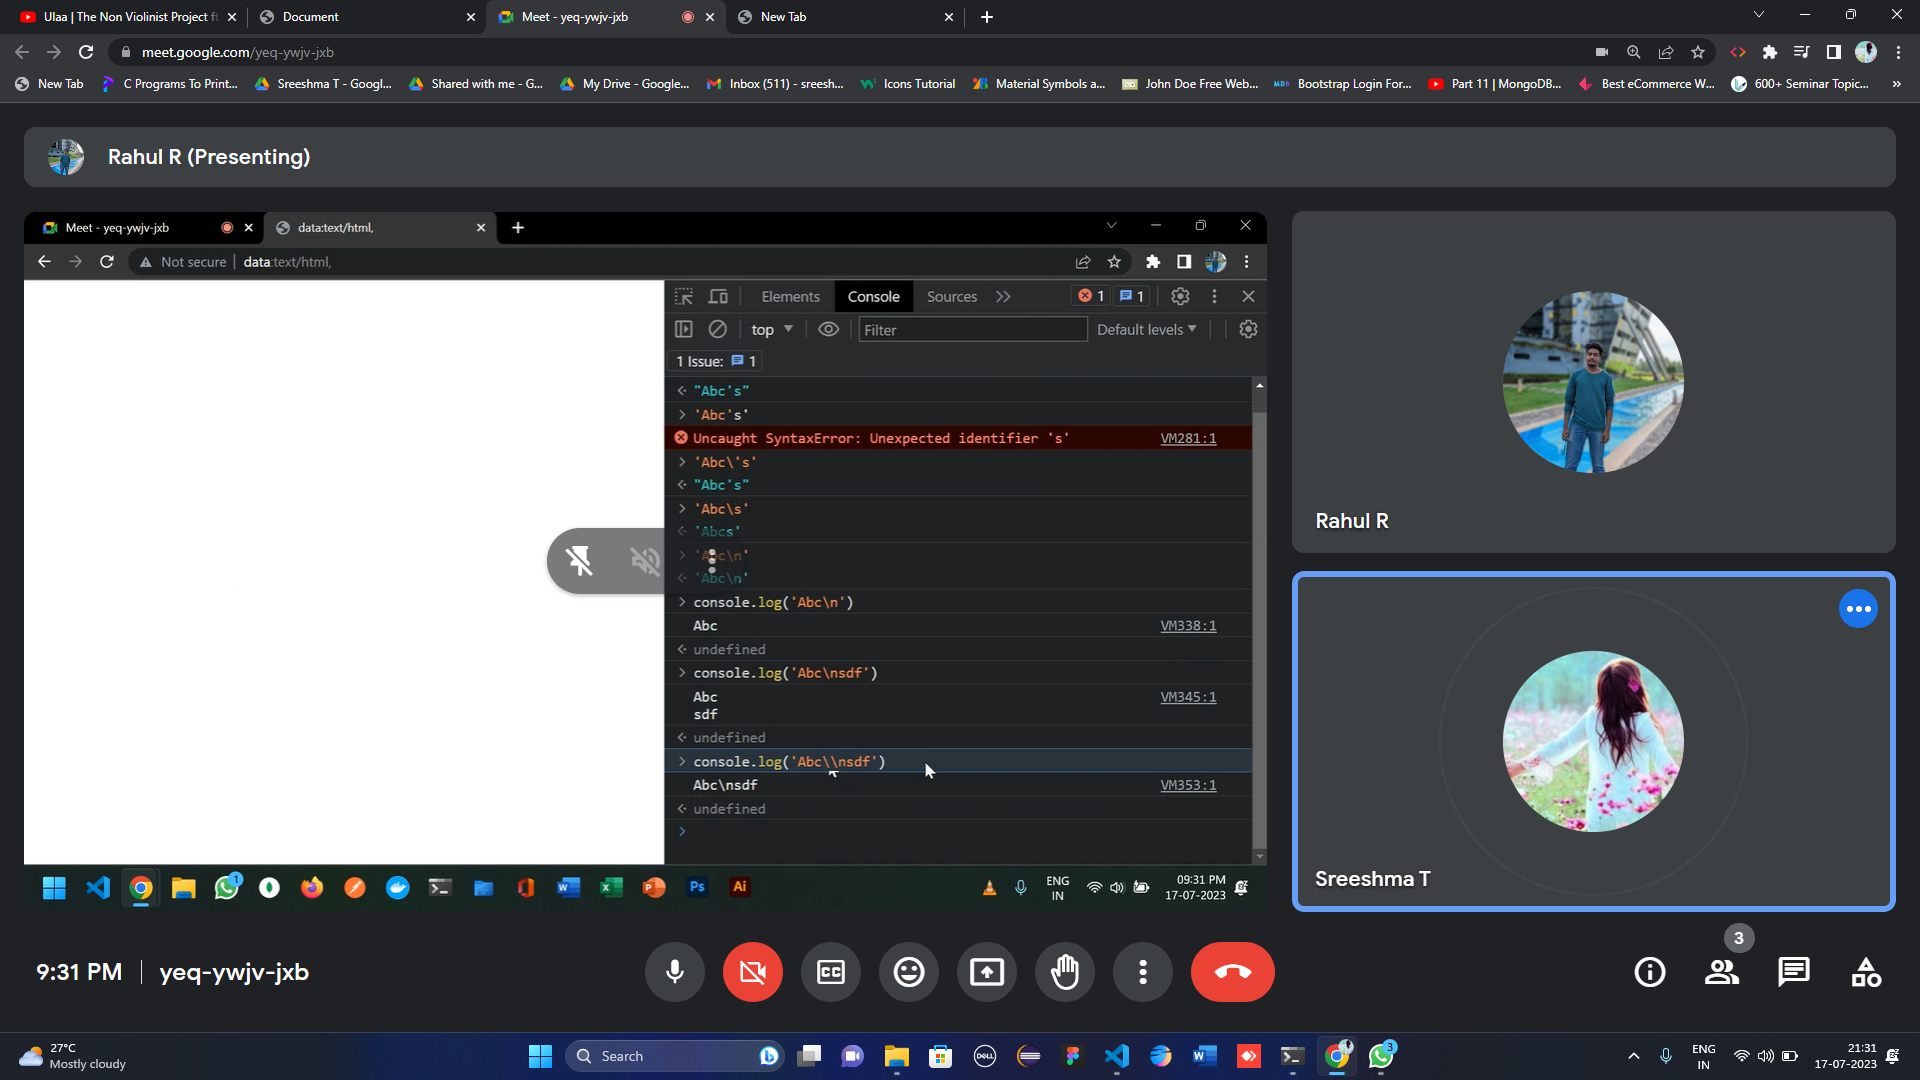 Ulaa | The Non Violinist Project ft
Document
Meet - yeq-ywjv-jxb
New Tab
meet.google.com/yeq-ywjv-jxb
New Tab
C Programs To Print...
Sreeshma T - Googl...
Shared with me - G...
My Drive - Google...
Inbox (511) - sreesh...
Icons Tutorial
Material Symbols a...
John Doe Free Web...
Bootstrap Login For...
Part 11 | MongoDB...
Best eCommerce W...
600+ Seminar Topic...
»
Rahul R (Presenting)
Meet - yeq-ywjv-jxb
data:text/html,
Not secure
data:text/html,
Elements
Console
Sources
1
1
top
Filter
Default levels
1 Issue: 1
"Abc's"
'Abc's'
Uncaught SyntaxError: Unexpected identifier 's' VM281:1
'Abc\'s'
"Abc's"
'Abc\s'
'Abcs'
'Abc\n'
'Abc\n'
console.log('Abc\n')
Abc VM338:1
undefined
console.log('Abc\nsdf')
Abc VM345:1
sdf
undefined
console.log('Abc\\nsdf')
Abc\nsdf VM353:1
undefined
1
Ps
Ai
ENG
IN
09:31 PM
17-07-2023
Rahul R
Sreeshma T
9:31 PM
yeq-ywjv-jxb
CC
3
27°C
Mostly cloudy
Search
DELL
3
ENG
IN
21:31
17-07-2023